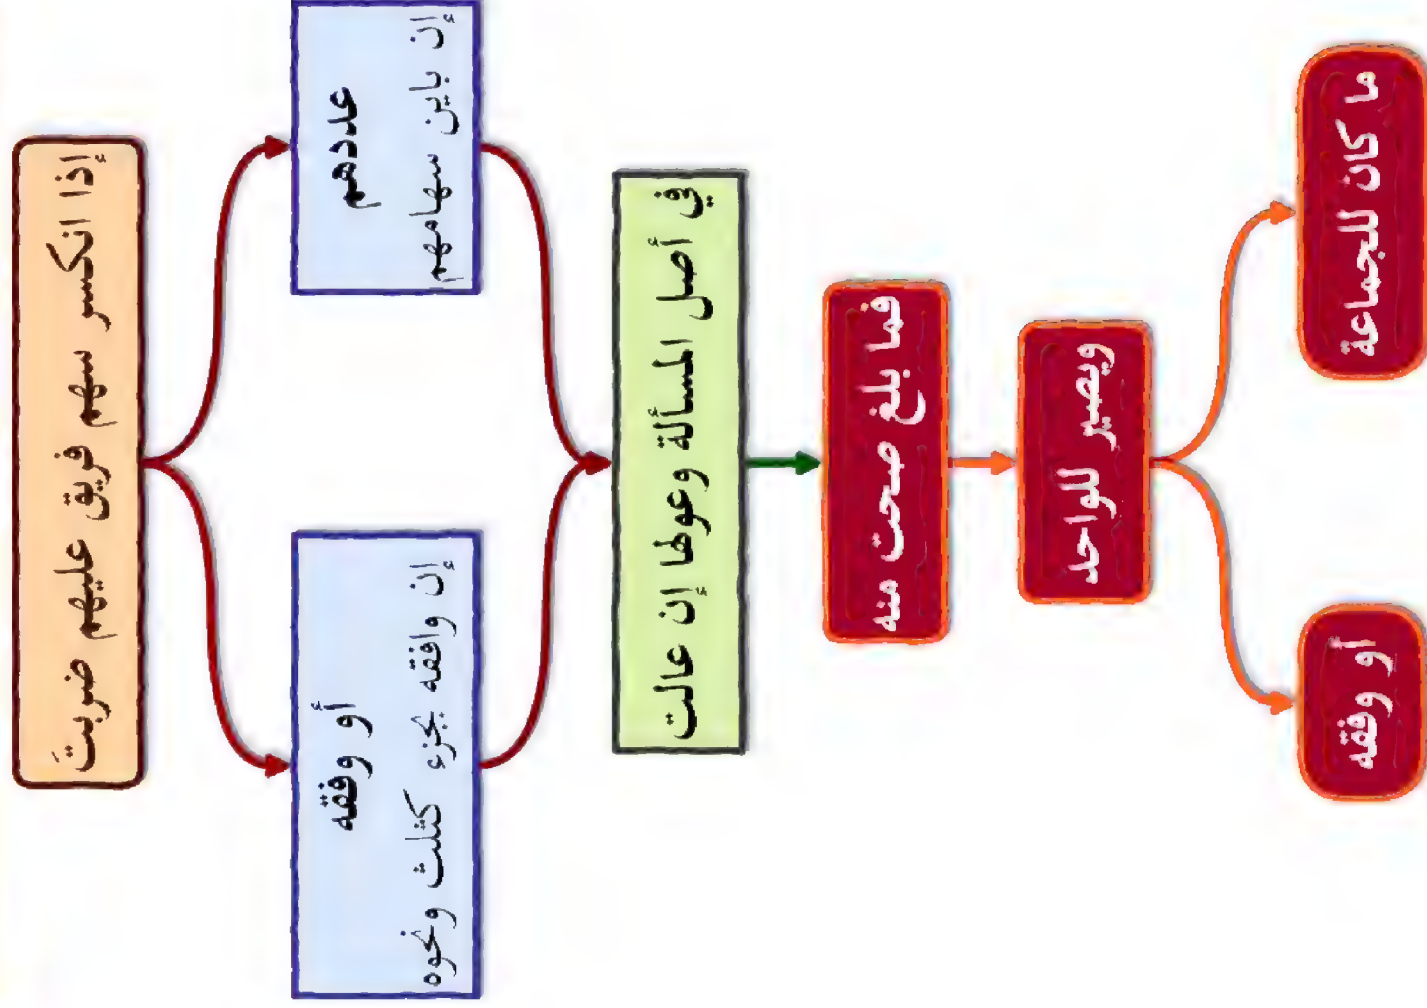 إذا انكسر سهم فريق عليهم ضربتَ
عددهم
إن باين سهامهم
أو وفقه
إن وافقه بجزء كثلث ونحوه
في أصل المسألة وعولها إن عالت
فما بلغ صحت منه
ويصير للواحد
ما كان للجماعة
أو وفقه